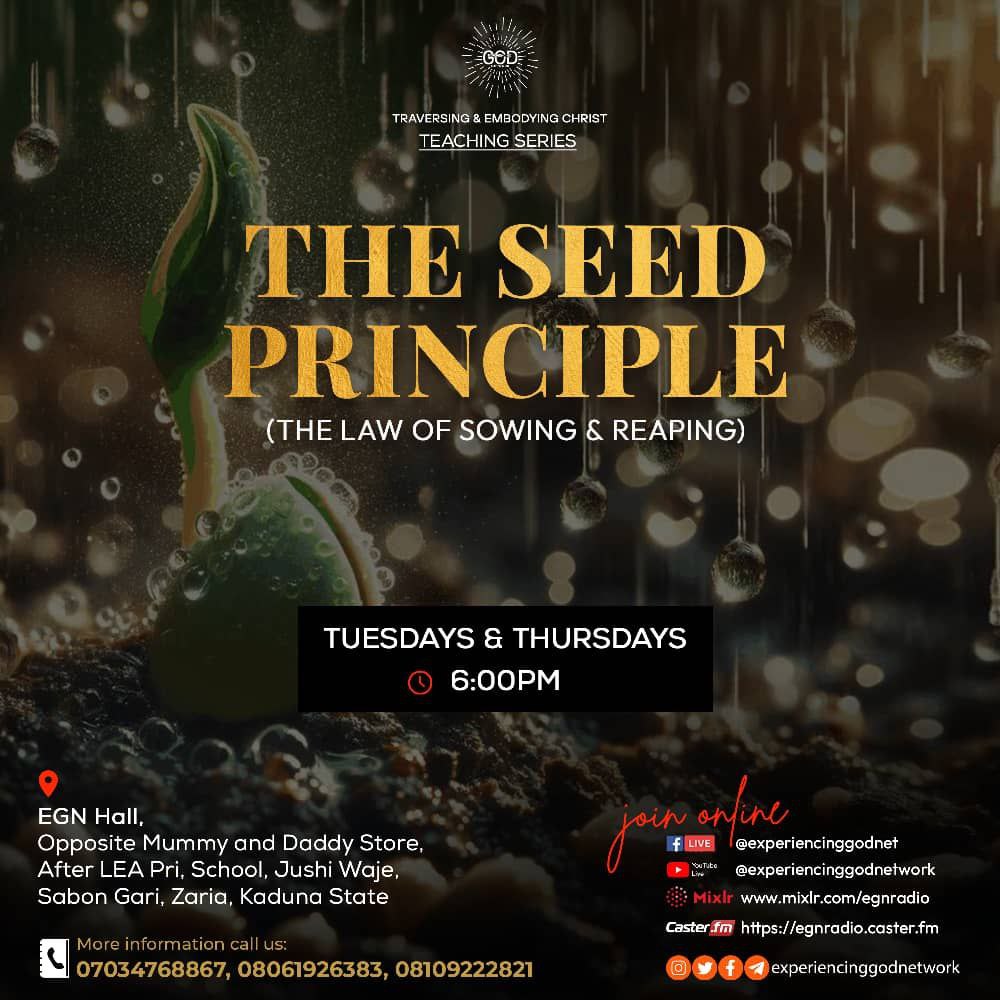 GOD
TRAVERSING & EMBODYING CHRIST
TEACHING SERIES
THE SEED
PRINCIPLE
(THE LAW OF SOWING & REAPING)
TUESDAYS & THURSDAYS
6:00PM
EGN Hall,
Opposite Mummy and Daddy Store,
After LEA Pri, School, Jushi Waje,
Sabon Gari, Zaria, Kaduna State
More information call us:
07034768867, 08061926383, 08109222821
join online
f LIVE @experiencinggodnet
YouTube Live @experiencinggodnetwork
Mixlr www.mixlr.com/egnradio
Caster.fm https://egnradio.caster.fm
experiencinggodnetwork